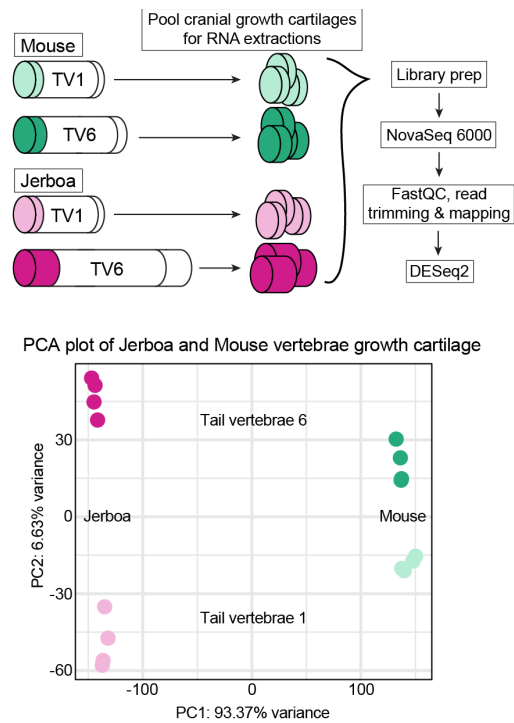 Mouse
TV1
TV6
Jerboa
TV1
TV6
Pool cranial growth cartilages
for RNA extractions
Library prep
NovaSeq 6000
FastQC, read
trimming & mapping
DESeq2
PCA plot of Jerboa and Mouse vertebrae growth cartilage
PC2: 6.63% variance
30
0
-30
-60
Tail vertebrae 6
Jerboa
Mouse
Tail vertebrae 1
-100
0
100
PC1: 93.37% variance